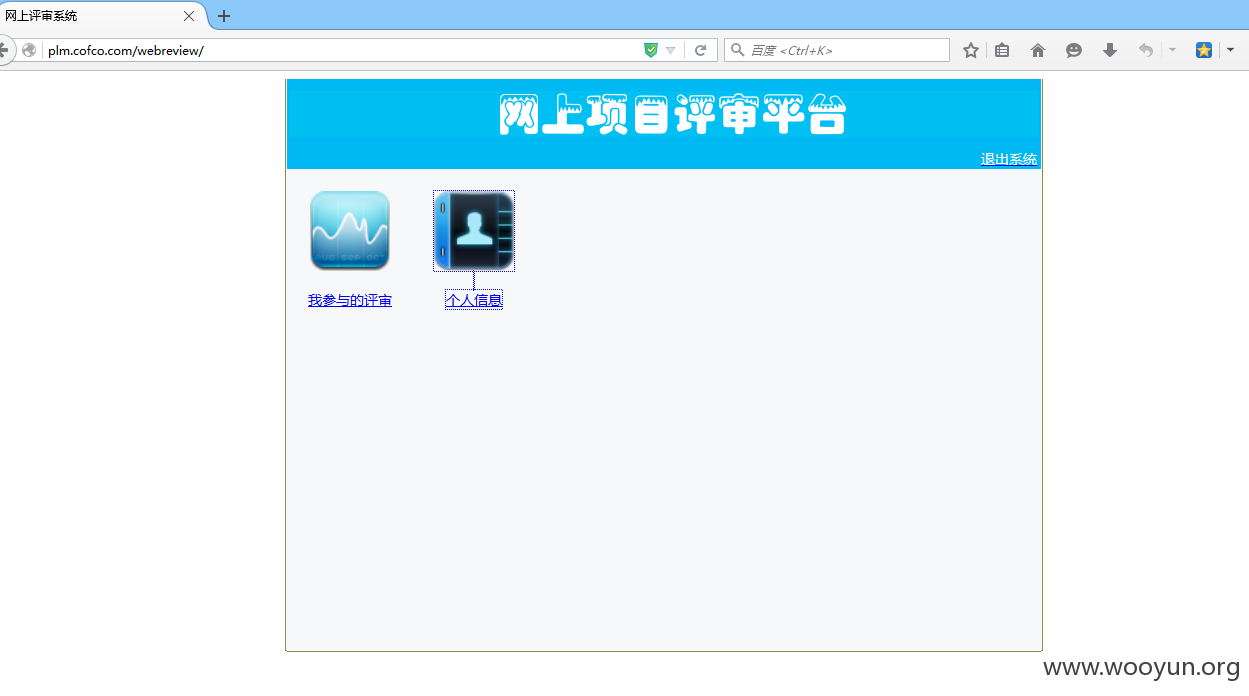 网上评审系统
plm.cofco.com/webreview/
百度 <Ctrl+K>
网上项目评审平台
退出系统
AUG SEP OCT
我参与的评审
个人信息
www.wooyun.org